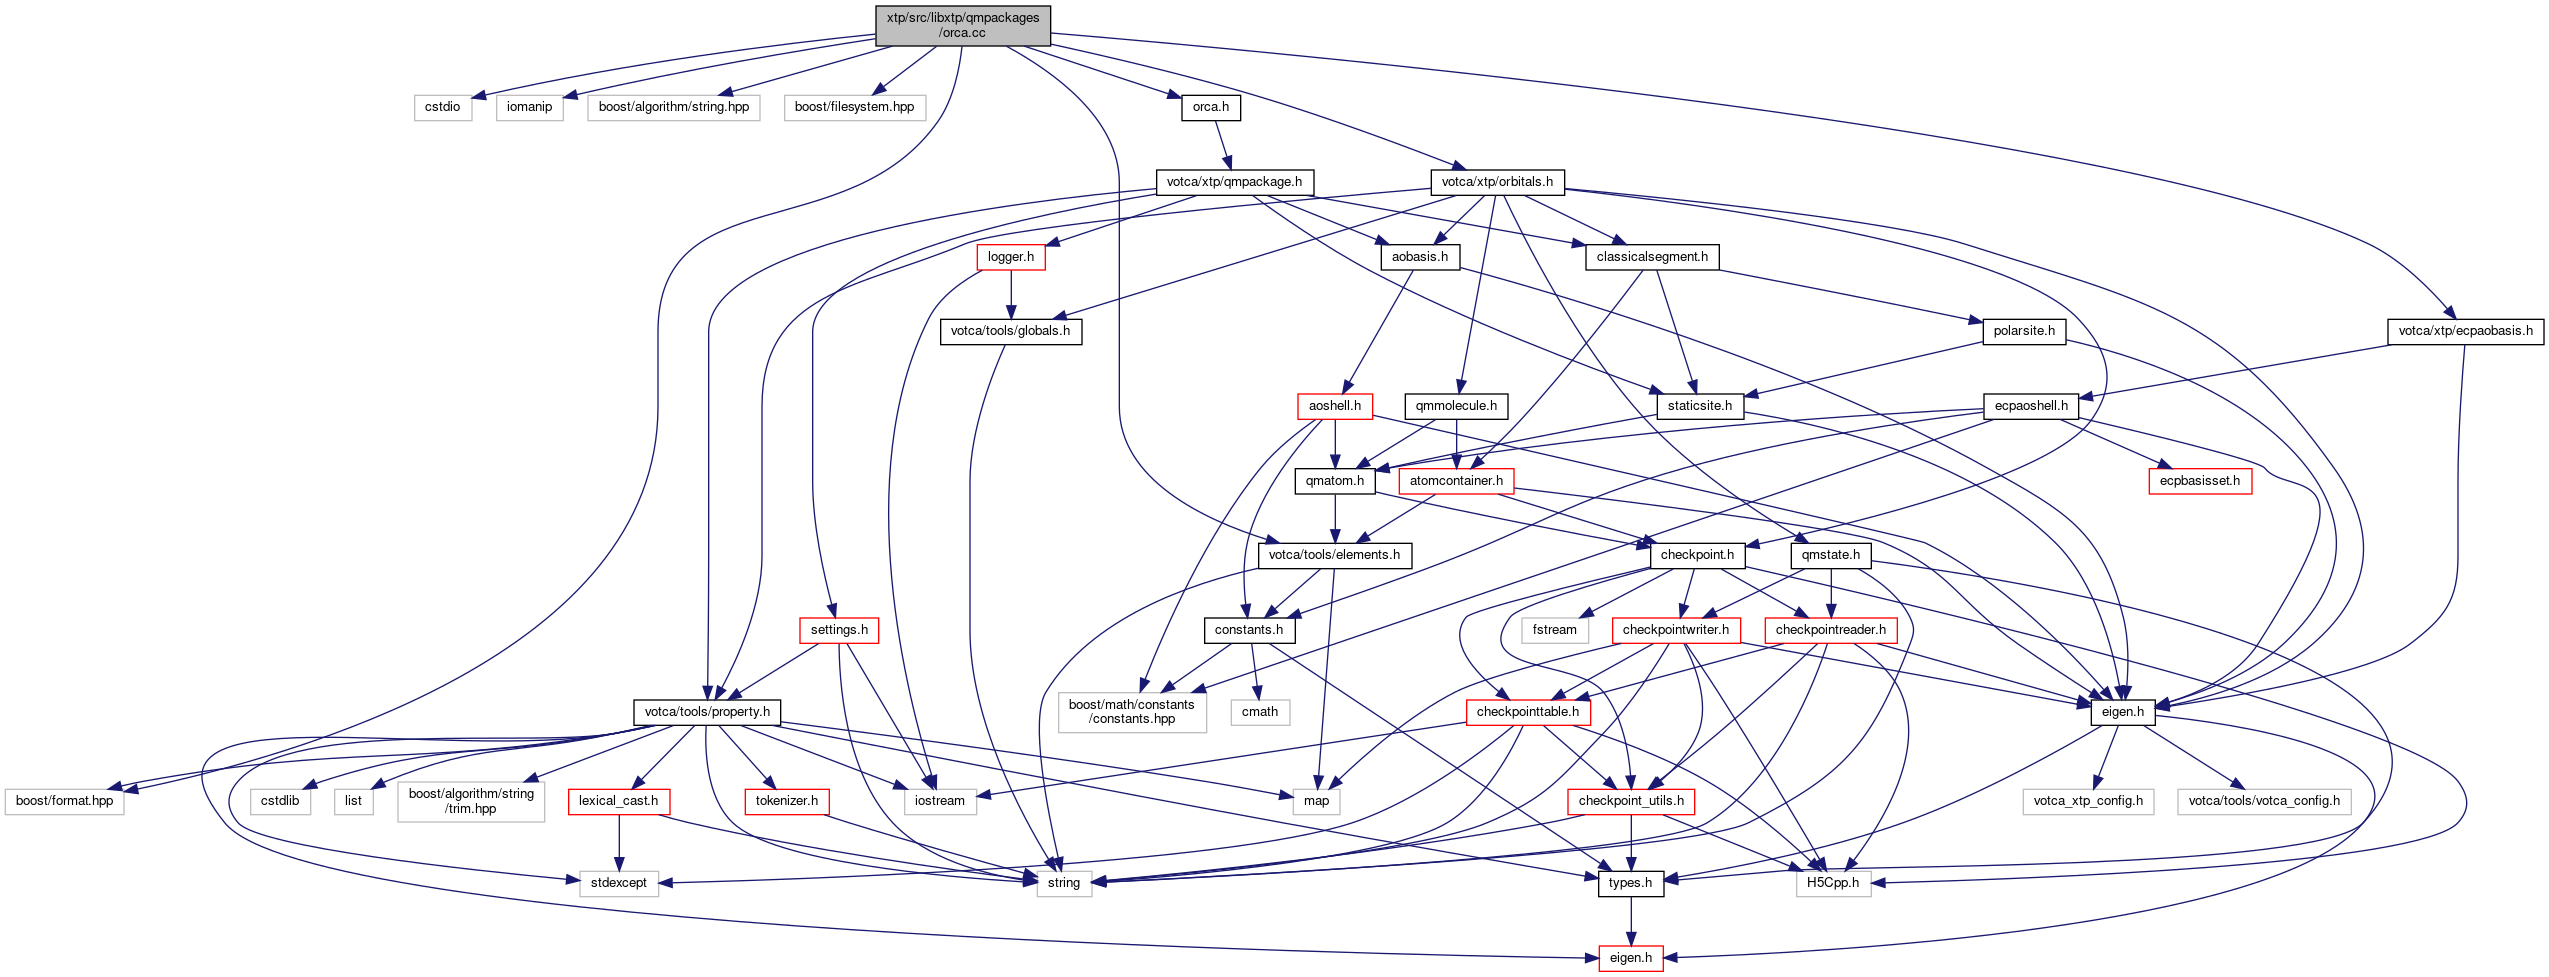 xtp/src/libxtp/qmpackages
/orca.cc
cstdio
iomanip
boost/algorithm/string.hpp
boost/filesystem.hpp
orca.h
votca/xtp/qmpackage.h
votca/xtp/orbitals.h
logger.h
aobasis.h
classicalsegment.h
votca/tools/globals.h
polarsite.h
votca/xtp/ecpaobasis.h
aoshell.h
qmmolecule.h
staticsite.h
ecpaoshell.h
qmatom.h
atomcontainer.h
ecpbasisset.h
votca/tools/elements.h
checkpoint.h
qmstate.h
settings.h
constants.h
fstream
checkpointwriter.h
checkpointreader.h
votca/tools/property.h
boost/math/constants
/constants.hpp
cmath
checkpointtable.h
eigen.h
boost/format.hpp
cstdlib
list
boost/algorithm/string
/trim.hpp
lexical_cast.h
tokenizer.h
iostream
map
checkpoint_utils.h
votca_xtp_config.h
votca/tools/votca_config.h
stdexcept
string
types.h
H5Cpp.h
eigen.h